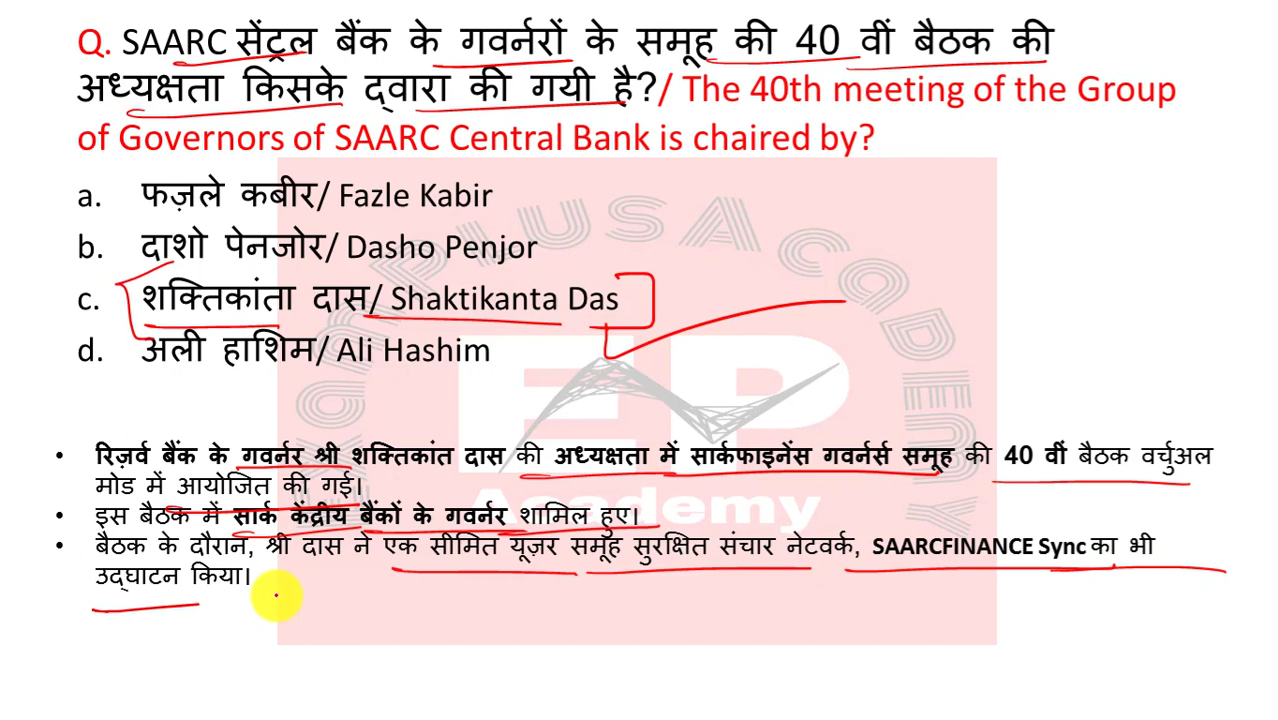 Q. SAARC सेंट्रल बैंक के गवर्नरों के समूह की 40 वीं बैठक की
अध्यक्षता किसके द्वारा की गयी है?/ The 40th meeting of the Group
of Governors of SAARC Central Bank is chaired by?
a. फज़ले कबीर/ Fazle Kabir
b. दाशो पेनजोर/ Dasho Penjor
c. शक्तिकांता दास/ Shaktikanta Das
d. अली हाशिम/ Ali Hashim
• रिज़र्व बैंक के गवर्नर श्री शक्तिकांत दास की अध्यक्षता में सार्कफाइनेंस गवर्नर्स समूह की 40 वीं बैठक वर्चुअल
मोड में आयोजित की गई।
• इस बैठक में सार्क केंद्रीय बैंकों के गवर्नर शामिल हुए।
• बैठक के दौरान, श्री दास ने एक सीमित यूज़र समूह सुरक्षित संचार नेटवर्क, SAARCFINANCE Sync का भी
उद्घाटन किया।
ExamPlusAcademy
EP
Academy